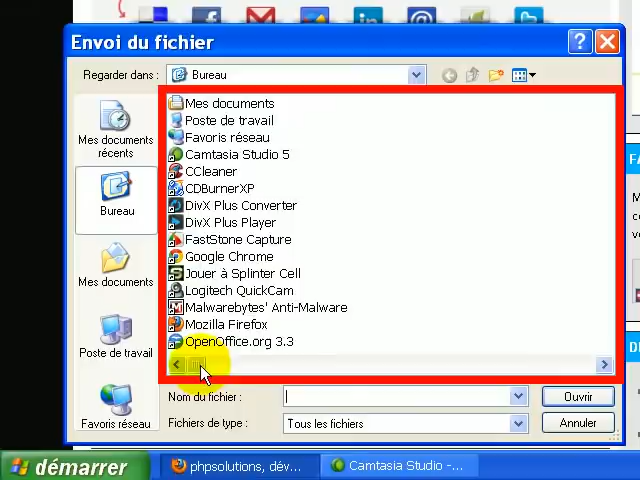 Envoi du fichier
Regarder dans :
Bureau
Mes documents récents
Bureau
Mes documents
Poste de travail
Favoris réseau
Mes documents
Poste de travail
Favoris réseau
Camtasia Studio 5
CCleaner
CDBurnerXP
DivX Plus Converter
DivX Plus Player
FastStone Capture
Google Chrome
Jouer à Splinter Cell
Logitech QuickCam
Malwarebytes' Anti-Malware
Mozilla Firefox
OpenOffice.org 3.3
Nom du fichier :
Ouvrir
Fichiers de type :
Tous les fichiers
Annuler
démarrer
phpsolutions, dév...
Camtasia Studio -...